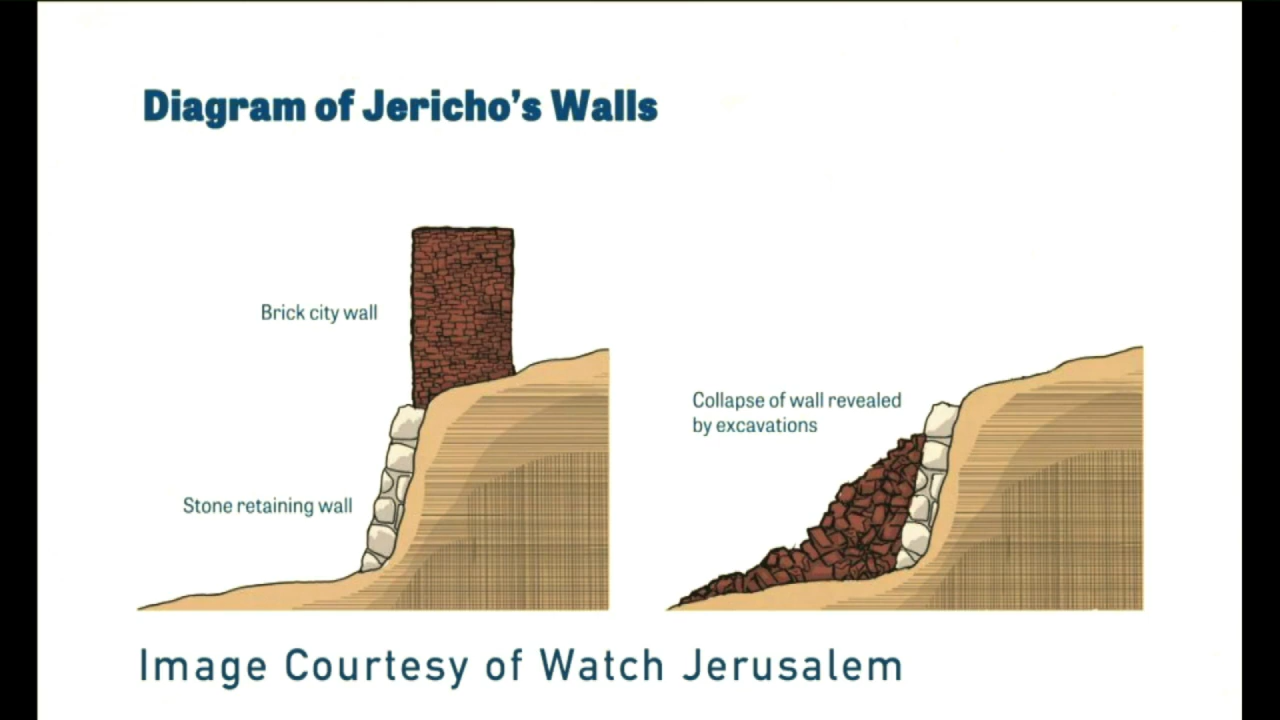 Diagram of Jericho’s Walls
Brick city wall
Stone retaining wall
Collapse of wall revealed
by excavations
Image Courtesy of Watch Jerusalem